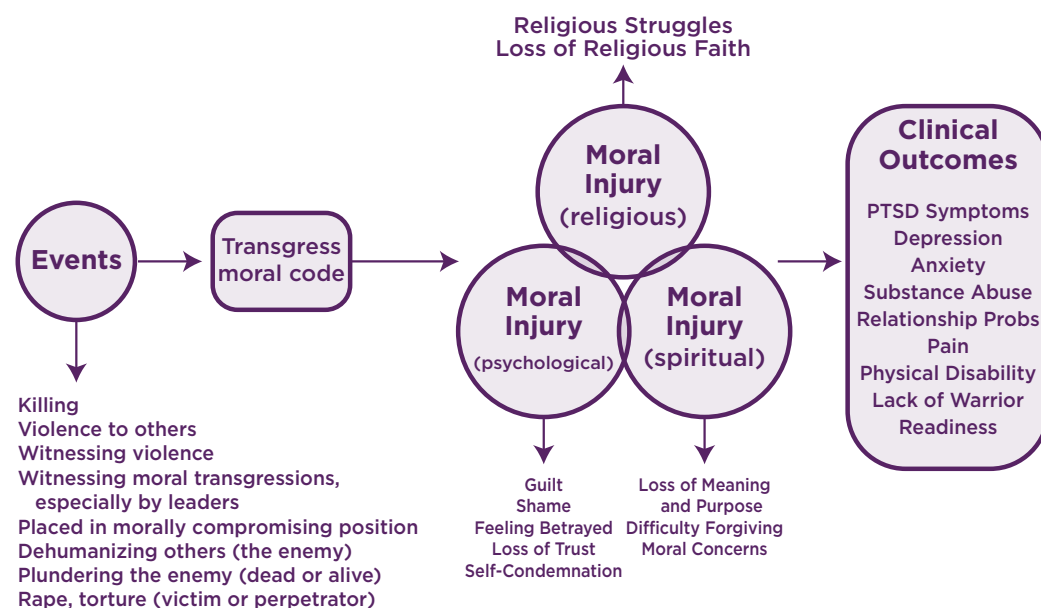 Religious Struggles
Loss of Religious Faith
Moral
Injury
(religious)
Events
Transgress
moral code
Moral
Injury
(psychological)
Moral
Injury
(spiritual)
Clinical
Outcomes
PTSD Symptoms
Depression
Anxiety
Substance Abuse
Relationship Probs
Pain
Physical Disability
Lack of Warrior
Readiness
Killing
Violence to others
Witnessing violence
Witnessing moral transgressions,
especially by leaders
Placed in morally compromising position
Dehumanizing others (the enemy)
Plundering the enemy (dead or alive)
Rape, torture (victim or perpetrator)
Guilt
Shame
Feeling Betrayed
Loss of Trust
Self-Condemnation
Loss of Meaning
and Purpose
Difficulty Forgiving
Moral Concerns